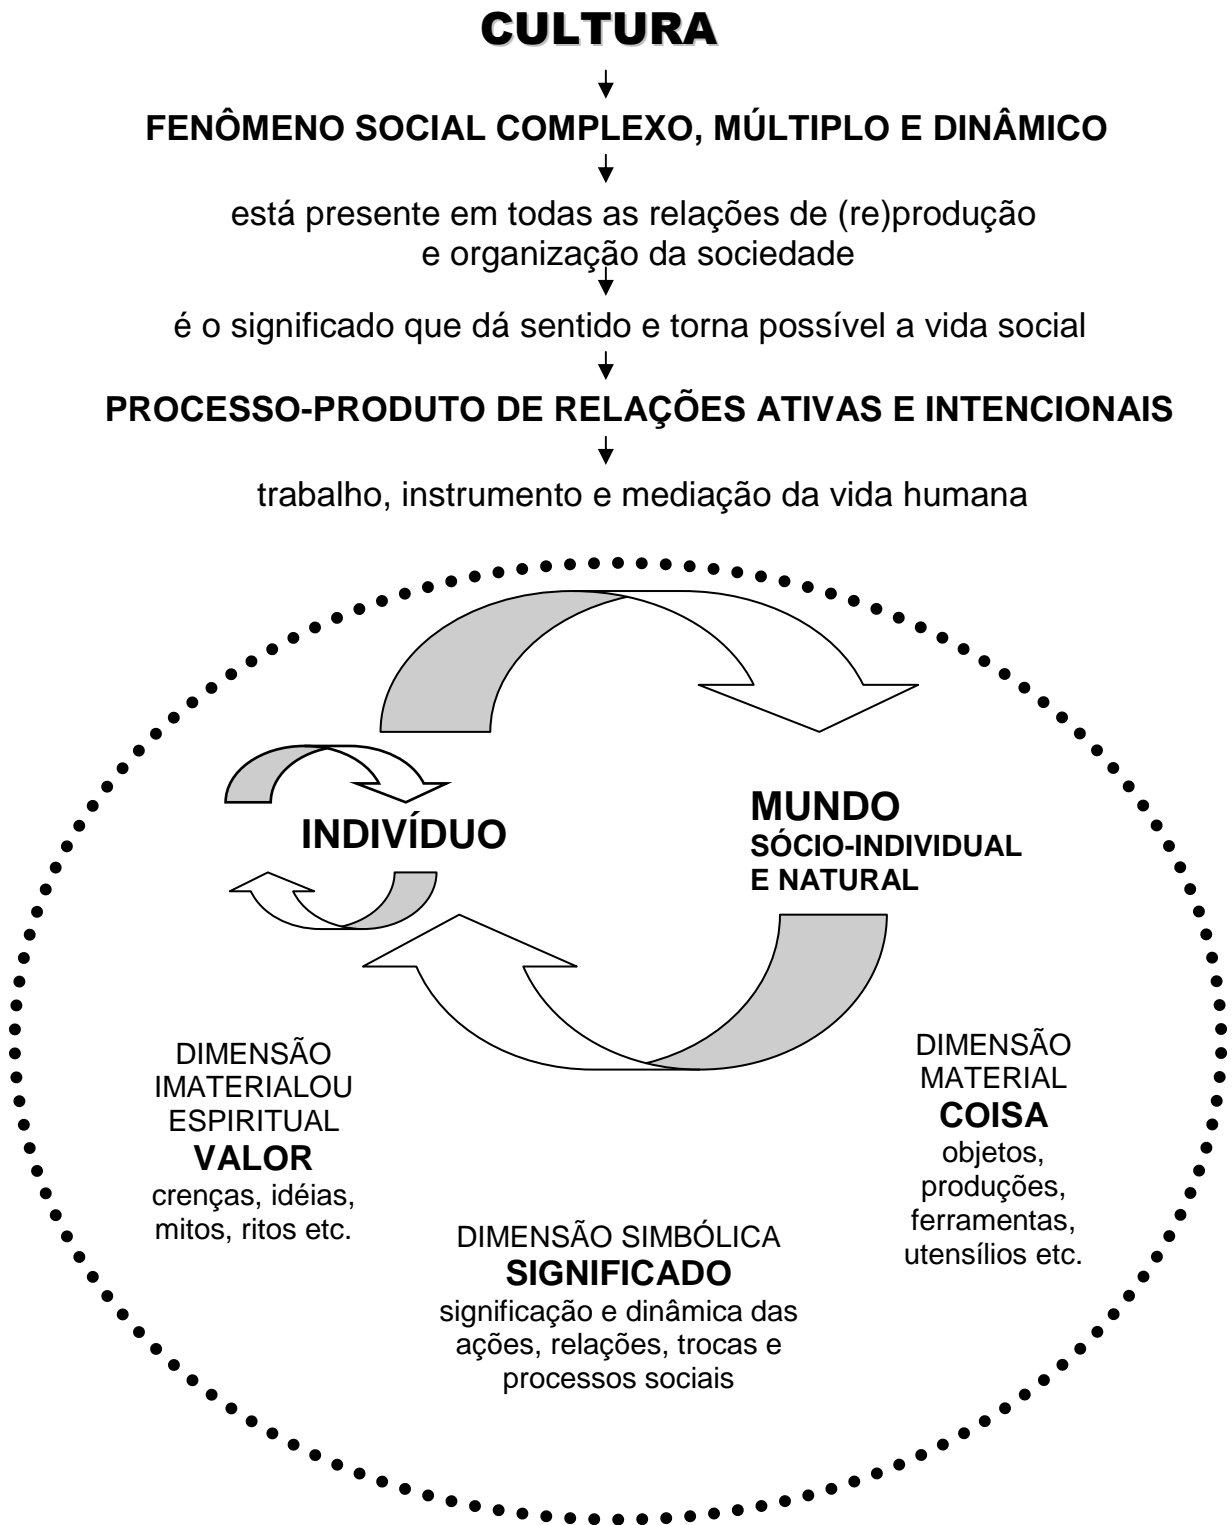 CULTURA
FENÔMENO SOCIAL COMPLEXO, MÚLTIPLO E DINÂMICO
está presente em todas as relações de (re)produção
e organização da sociedade
é o significado que dá sentido e torna possível a vida social
PROCESSO-PRODUTO DE RELAÇÕES ATIVAS E INTENCIONAIS
trabalho, instrumento e mediação da vida humana
INDIVÍDUO
MUNDO
SÓCIO-INDIVIDUAL
E NATURAL
DIMENSÃO
IMATERIALOU
ESPIRITUAL
VALOR
crenças, idéias,
mitos, ritos etc.
DIMENSÃO SIMBÓLICA
SIGNIFICADO
significação e dinâmica das
ações, relações, trocas e
processos sociais
DIMENSÃO
MATERIAL
COISA
objetos,
produções,
ferramentas,
utensílios etc.